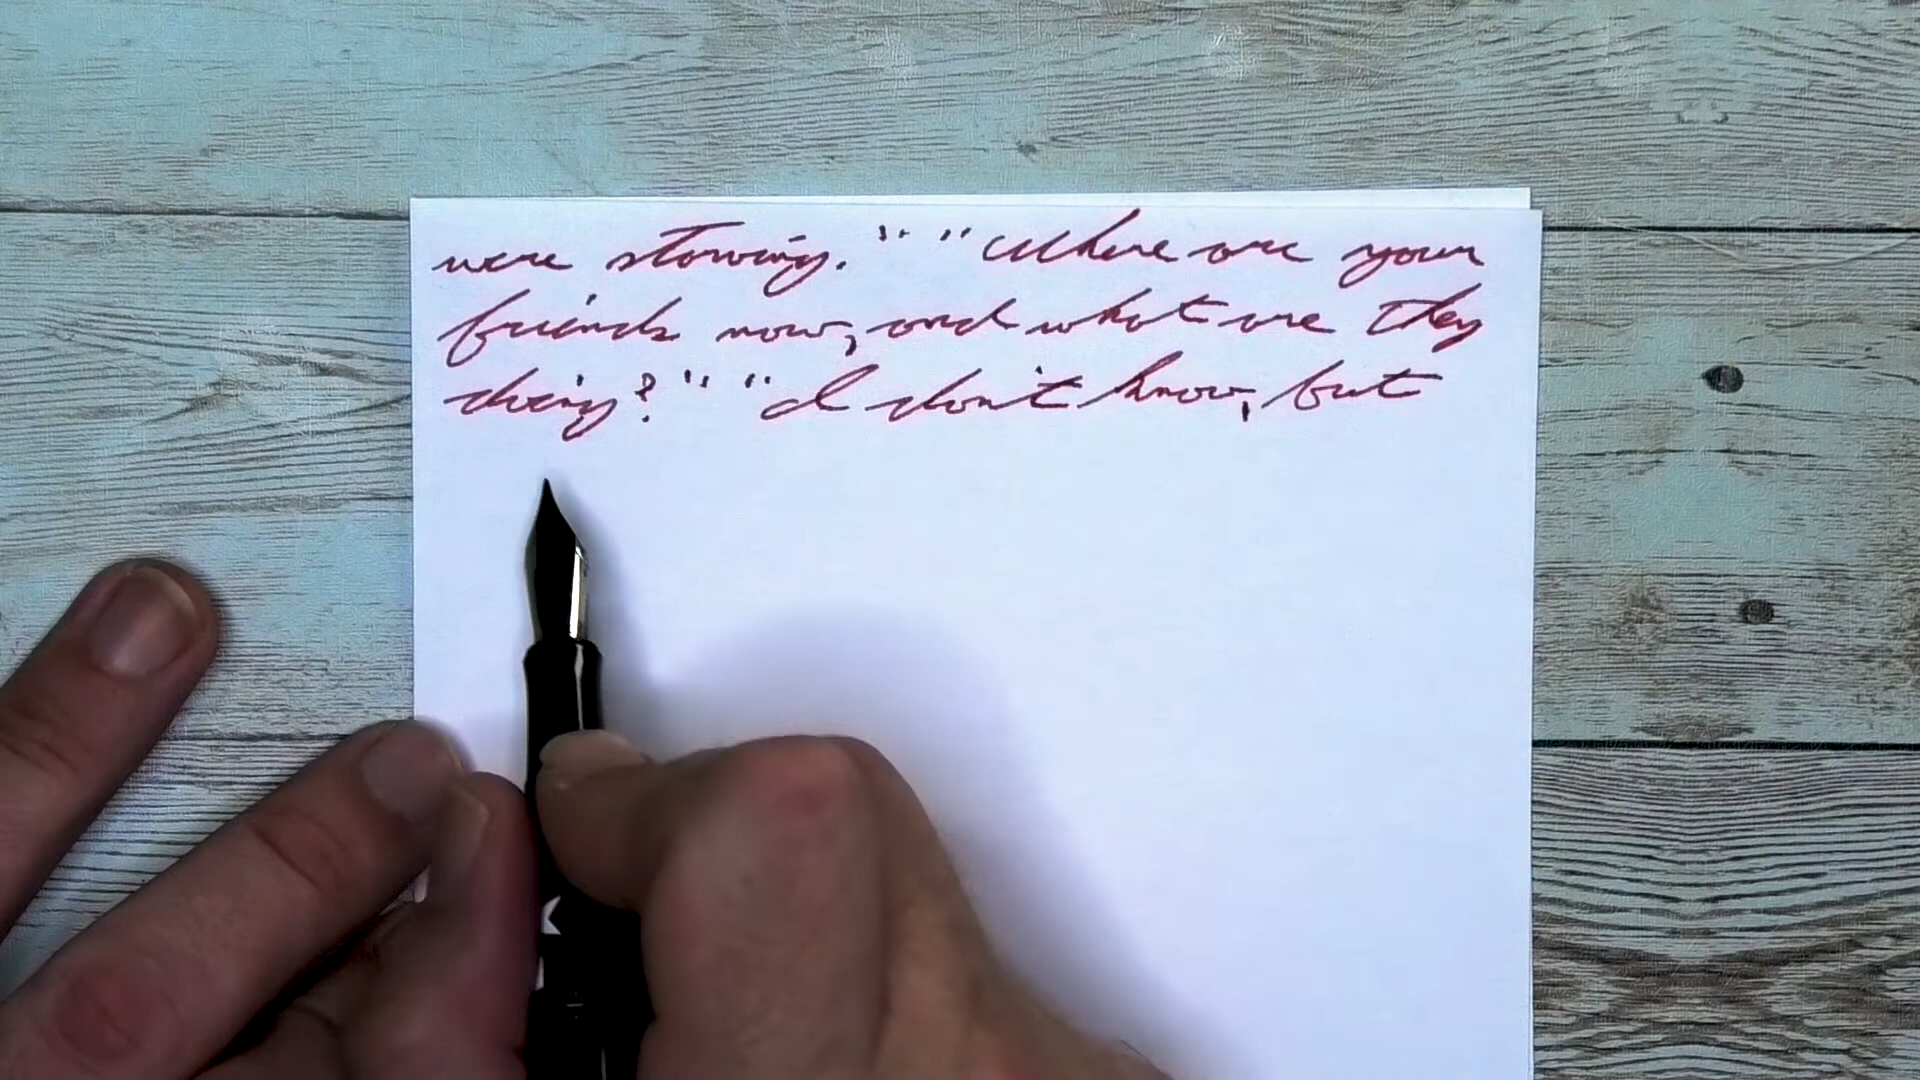 were starving." "Where are your
friends now, and what are they
doing?" "I don't know, but